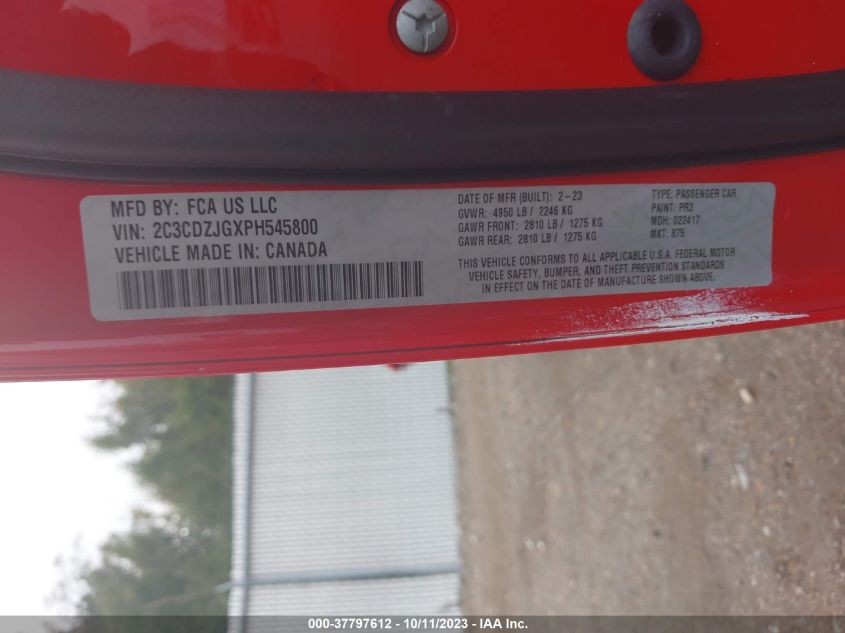 MFD BY: FCA US LLC
VIN: 2C3CDZJGXPH545800
VEHICLE MADE IN: CANADA
DATE OF MFR (BUILT): 2-23
GVWR: 4950 LB / 2246 KG
GAWR FRONT: 2810 LB / 1275 KG
GAWR REAR: 2810 LB / 1275 KG
TYPE: PASSENGER CAR
PAINT: PR3
MDH: 022417
MKT: 875
THIS VEHICLE CONFORMS TO ALL APPLICABLE U.S.A. FEDERAL MOTOR
VEHICLE SAFETY, BUMPER, AND THEFT PREVENTION STANDARDS
IN EFFECT ON THE DATE OF MANUFACTURE SHOWN ABOVE.
000-37797612 - 10/11/2023 - IAA Inc.